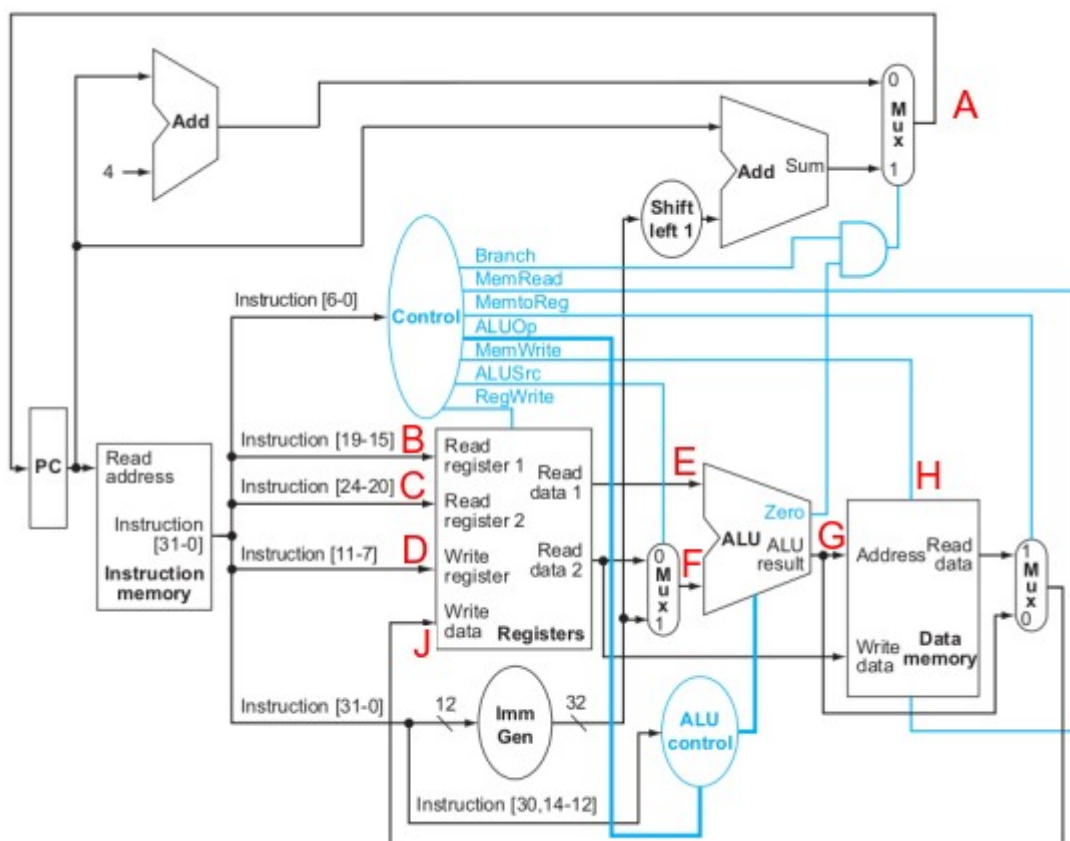 Add
4
0
Mux
1
A
Add Sum
Shift left 1
Branch
MemRead
MemtoReg
ALUOp
MemWrite
ALUSrc
RegWrite
Control
Instruction [6-0]
PC
Read address
Instruction [31-0]
Instruction memory
Instruction [19-15]
B
Instruction [24-20]
C
Instruction [11-7]
D
J
Read register 1
Read register 2
Write register
Write data
Read data 1
Read data 2
Registers
E
0
Mux
1
F
Zero
ALU
ALU result
G
H
Address
Read data
Write data
Data memory
1
Mux
0
Instruction [31-0]
12
Imm Gen
32
ALU control
Instruction [30,14-12]